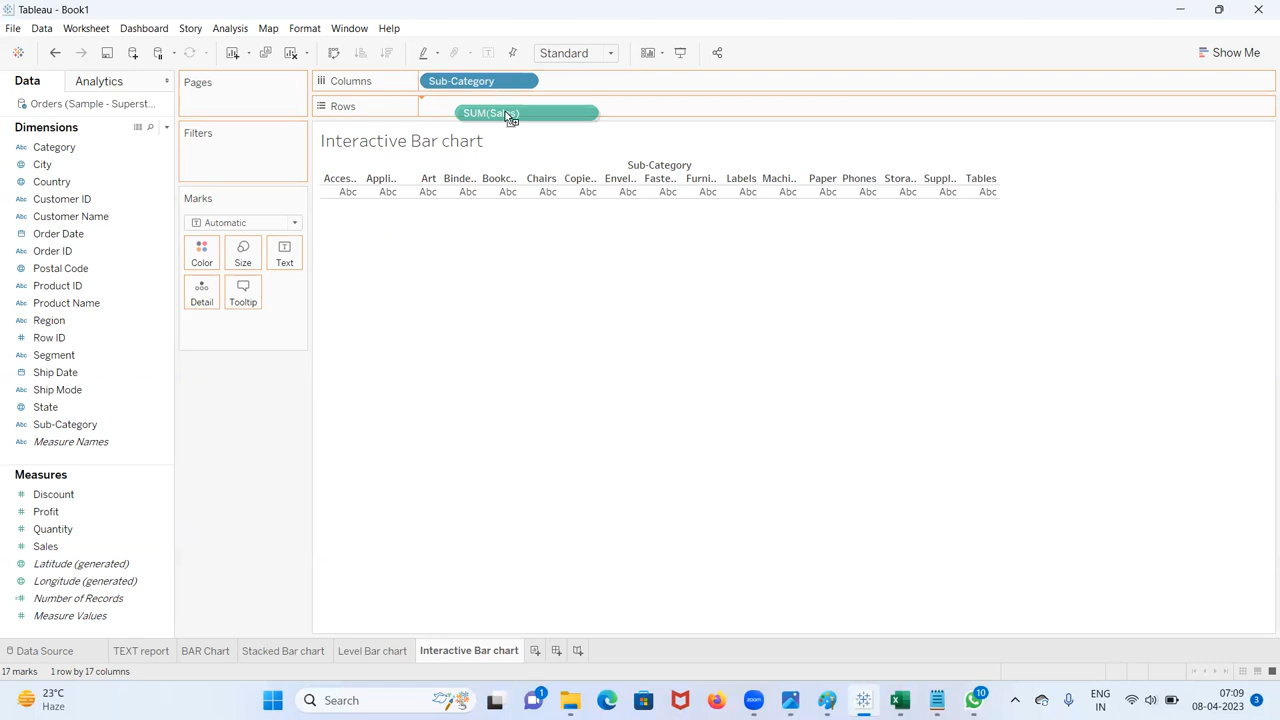 Tableau - Book1
File Data Worksheet Dashboard Story Analysis Map Format Window Help
Standard
Show Me
Data Analytics
Orders (Sample - Superst...
Dimensions
Category
City
Country
Customer ID
Customer Name
Order Date
Order ID
Postal Code
Product ID
Product Name
Region
Row ID
Segment
Ship Date
Ship Mode
State
Sub-Category
Measure Names
Measures
Discount
Profit
Quantity
Sales
Latitude (generated)
Longitude (generated)
Number of Records
Measure Values
Pages
Filters
Marks
Automatic
Color Size Text
Detail Tooltip
Columns Sub-Category
Rows SUM(Sales)
Interactive Bar chart
Sub-Category
Acces.. Appli.. Art Binde.. Bookc.. Chairs Copie.. Envel.. Faste.. Furni.. Labels Machi.. Paper Phones Stora.. Suppl.. Tables
Abc Abc Abc Abc Abc Abc Abc Abc Abc Abc Abc Abc Abc Abc Abc Abc Abc
Data Source TEXT report BAR Chart Stacked Bar chart Level Bar chart Interactive Bar chart
17 marks 1 row by 17 columns
23°C
Haze
Search
1
10
ENG
IN
07:09
08-04-2023
3